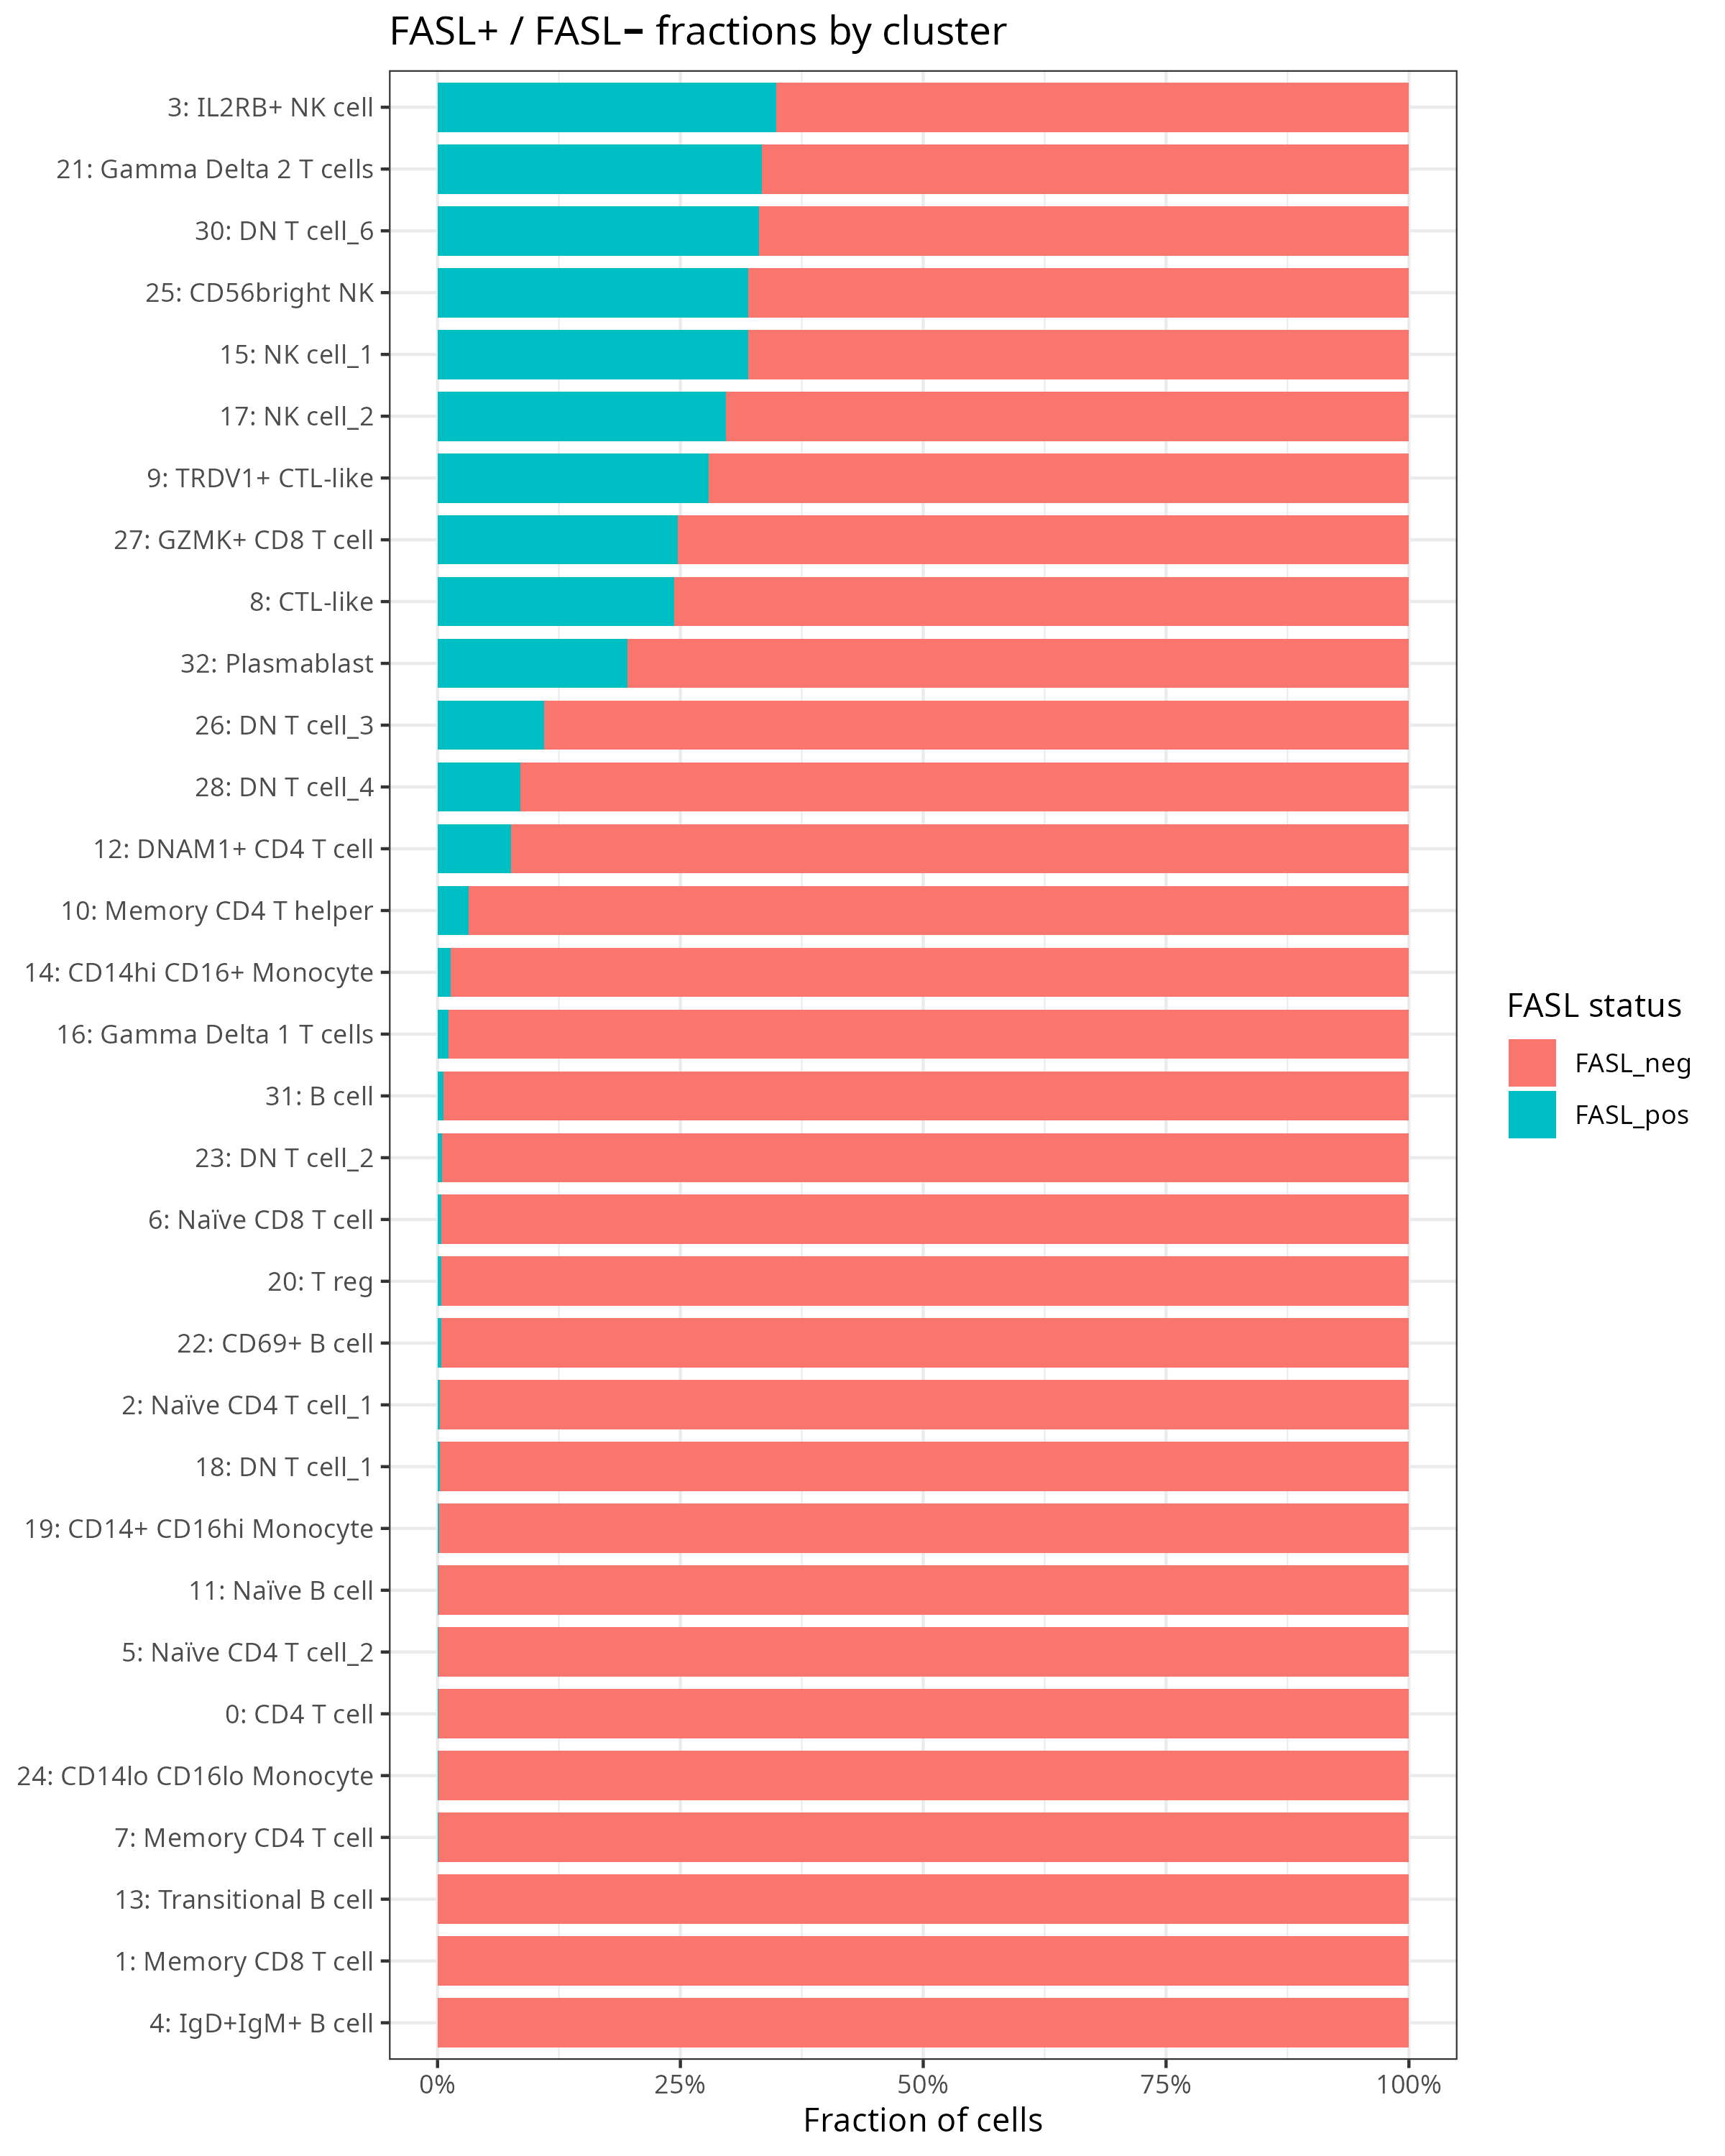 FASL+ / FASL− fractions by cluster
3: IL2RB+ NK cell
21: Gamma Delta 2 T cells
30: DN T cell_6
25: CD56bright NK
15: NK cell_1
17: NK cell_2
9: TRDV1+ CTL-like
27: GZMK+ CD8 T cell
8: CTL-like
32: Plasmablast
26: DN T cell_3
28: DN T cell_4
12: DNAM1+ CD4 T cell
10: Memory CD4 T helper
14: CD14hi CD16+ Monocyte
16: Gamma Delta 1 T cells
31: B cell
23: DN T cell_2
6: Naïve CD8 T cell
20: T reg
22: CD69+ B cell
2: Naïve CD4 T cell_1
18: DN T cell_1
19: CD14+ CD16hi Monocyte
11: Naïve B cell
5: Naïve CD4 T cell_2
0: CD4 T cell
24: CD14lo CD16lo Monocyte
7: Memory CD4 T cell
13: Transitional B cell
1: Memory CD8 T cell
4: IgD+IgM+ B cell
0% 25% 50% 75% 100%
Fraction of cells
FASL status
FASL_neg
FASL_pos